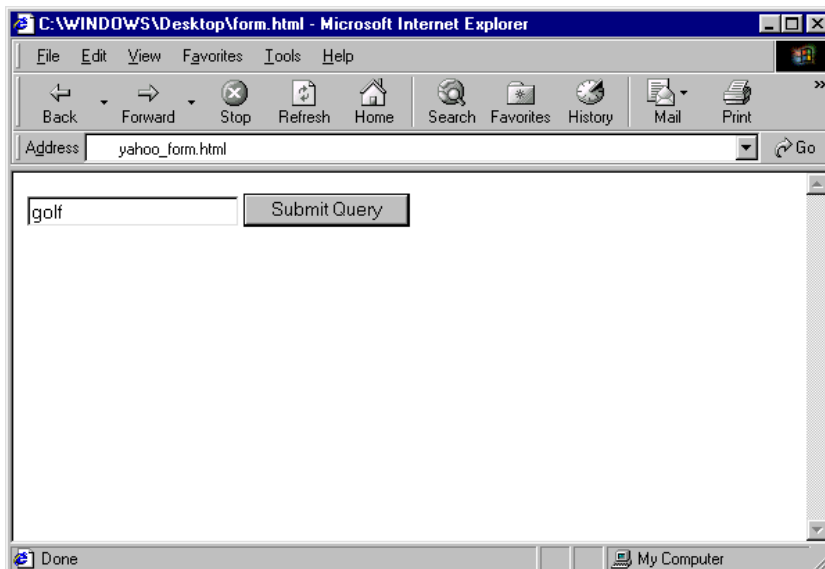 C:\WINDOWS\Desktop\form.html - Microsoft Internet Explorer
File Edit View Favorites Tools Help
Back Forward Stop Refresh Home Search Favorites History Mail Print »
Address yahoo_form.html Go
golf Submit Query
Done My Computer